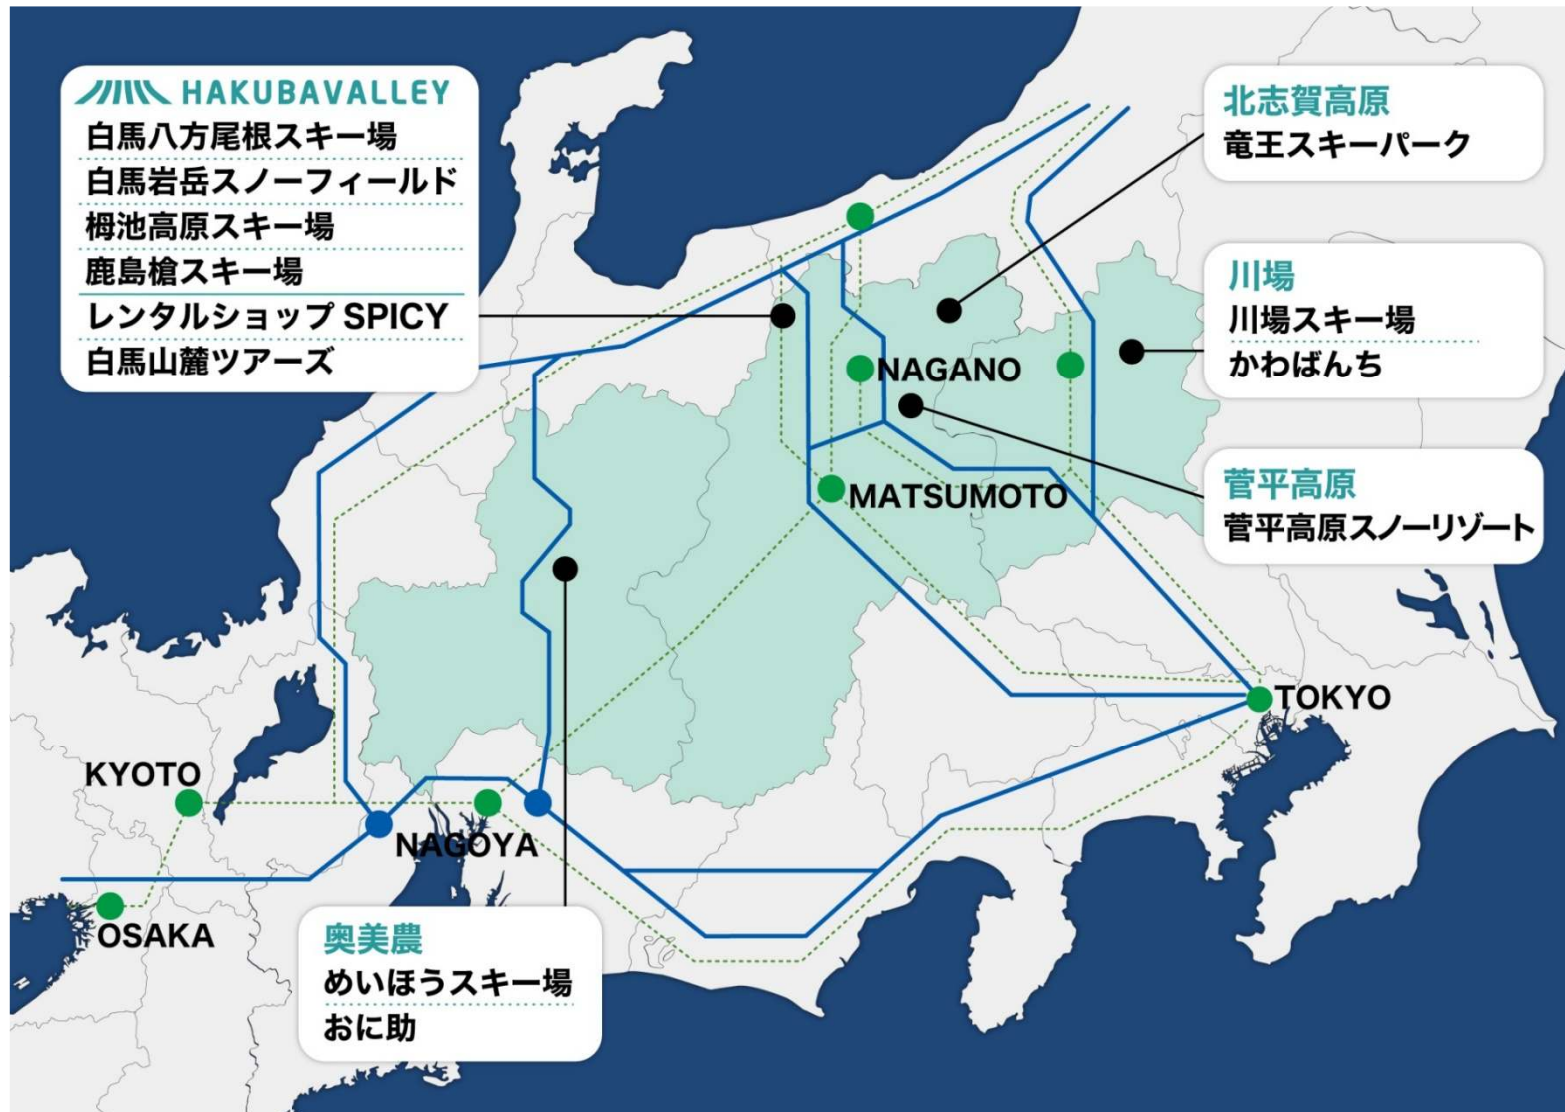 HAKUBAVALLEY
白馬八方尾根スキー場
白馬岩岳スノーフィールド
栂池高原スキー場
鹿島槍スキー場
レンタルショップ SPICY
白馬山麓ツアーズ
北志賀高原
竜王スキーパーク
川場
川場スキー場
かわばんち
菅平高原
菅平高原スノーリゾート
NAGANO
MATSUMOTO
TOKYO
KYOTO
NAGOYA
OSAKA
奥美農
めいほうスキー場
おに助